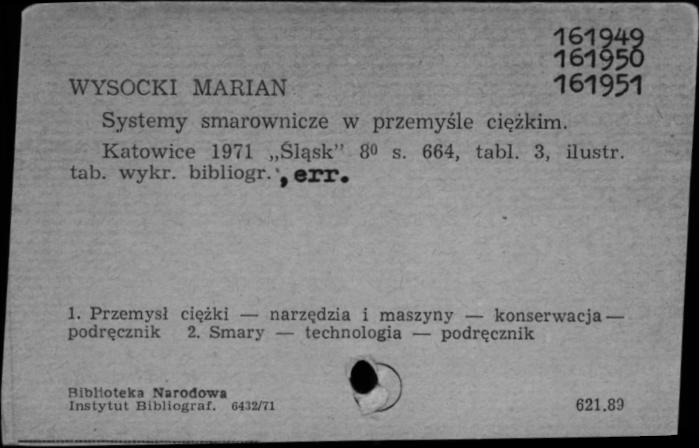 161949
161950
161951
WYSOCKI MARIAN
Systemy smarownicze w przemyśle ciężkim.
Katowice 1971 „Śląsk” 8⁰ s. 664, tabl. 3, ilustr.
tab. wykr. bibliogr. , err.
1. Przemysł ciężki — narzędzia i maszyny — konserwacja —
podręcznik 2. Smary — technologia — podręcznik
Biblioteka Narodowa
Instytut Bibliograf. 6432/71
621.89